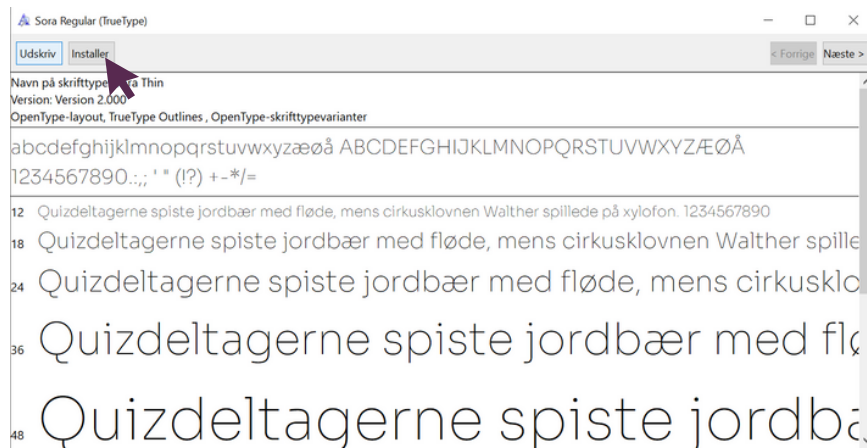 Sora Regular (TrueType)
Udskriv Installer < Forrige Næste >
Navn på skrifttype Thin
Version: Version 2.000
OpenType-layout, TrueType Outlines , OpenType-skrifttypevarianter
abcdefghijklmnopqrstuvwxyzæøå ABCDEFGHIJKLMNOPQRSTUVWXYZÆØÅ
1234567890.:,; ' " (!?) +-*/=
12 Quizdeltagerne spiste jordbær med fløde, mens cirkusklovnen Walther spillede på xylofon. 1234567890
18 Quizdeltagerne spiste jordbær med fløde, mens cirkusklovnen Walther spille
24 Quizdeltagerne spiste jordbær med fløde, mens cirkusklo
36 Quizdeltagerne spiste jordbær med flø
48 Quizdeltagerne spiste jordbæ